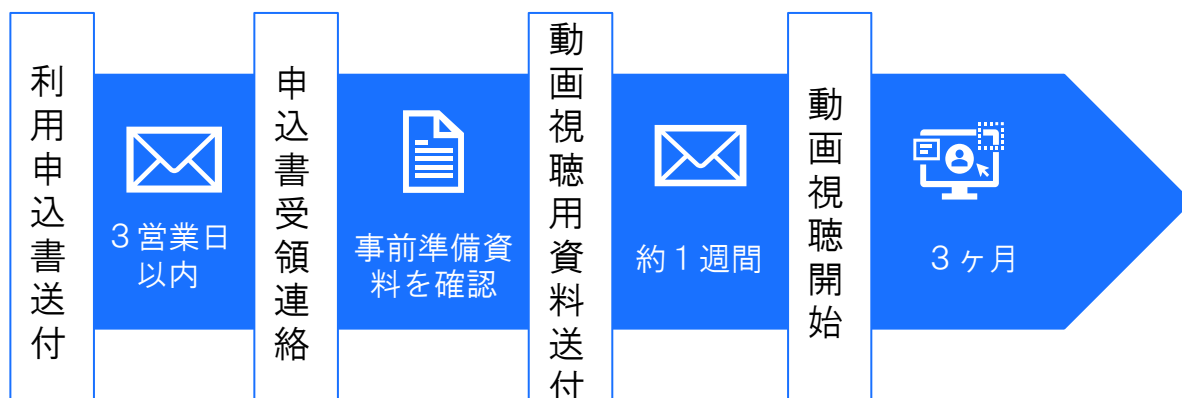 利用申込書送付
３営業日
以内
申込書受領連絡
事前準備資
料を確認
動画視聴用資料送付
約１週間
動画視聴開始
３ヶ月